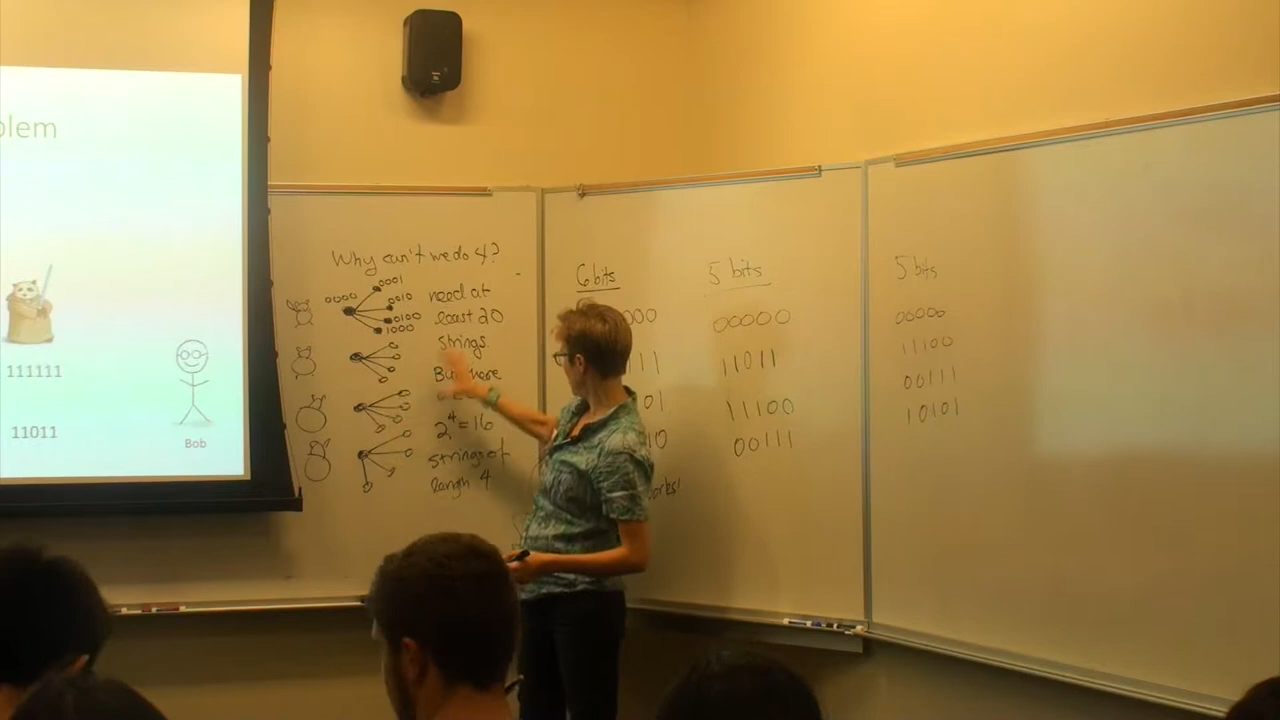 olem
111111
11011
Bob
Why can't we do 4?
0000
0001
0010
0100
1000
need at
least 20
strings
But
2^4 = 16
strings of
length 4
6 bits
000
11
01
10
orks!
5 bits
00000
11011
11100
00111
5 bits
00000
11100
00111
10101